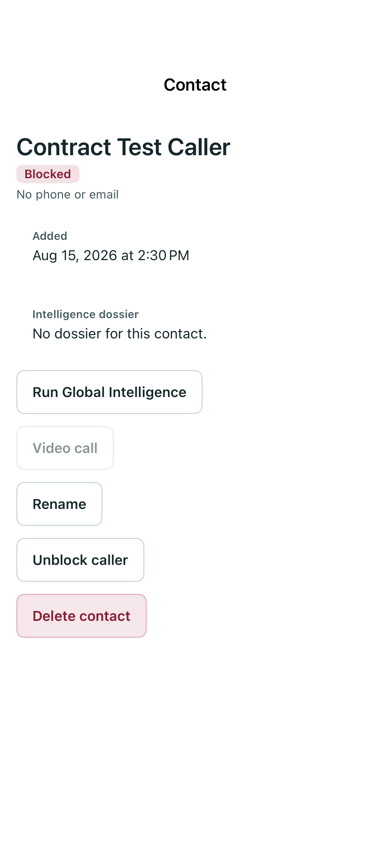 Contact
Contract Test Caller
Blocked
No phone or email
Added
Aug 15, 2026 at 2:30 PM
Intelligence dossier
No dossier for this contact.
Run Global Intelligence
Video call
Rename
Unblock caller
Delete contact